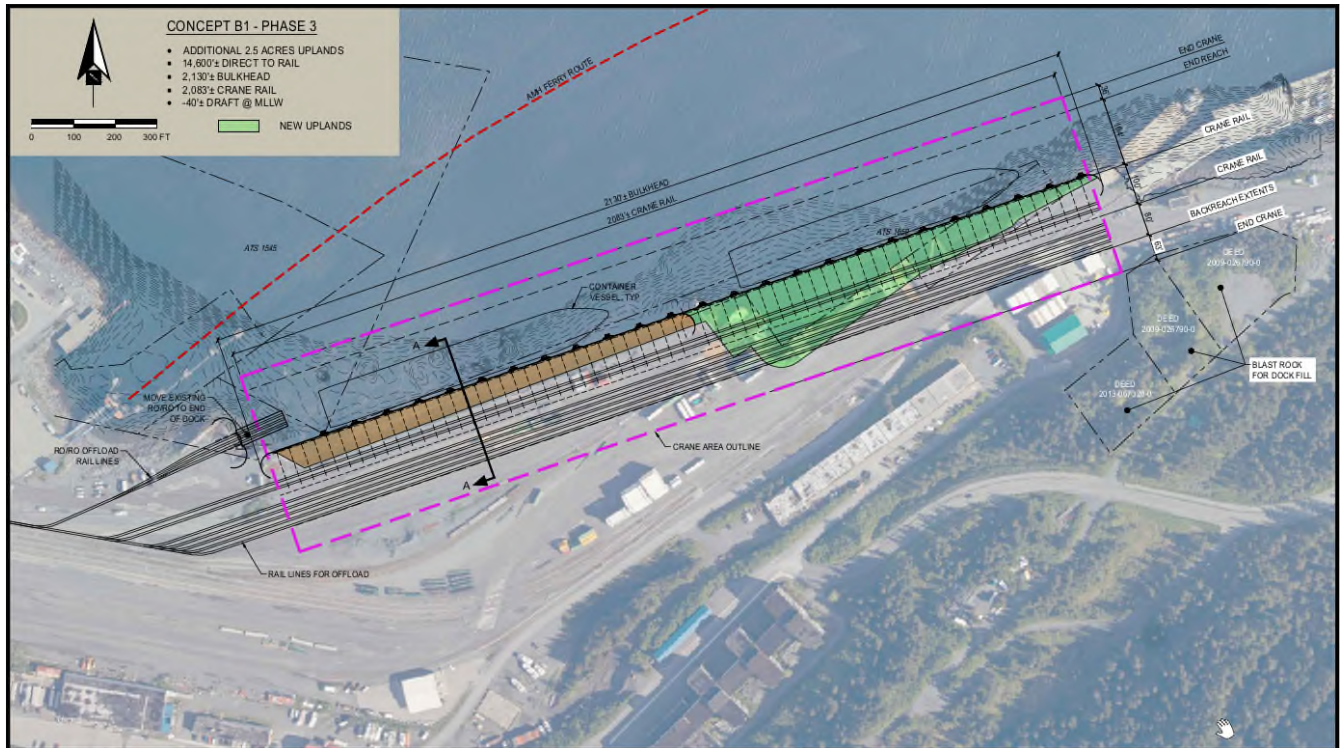 CONCEPT B1 - PHASE 3
• ADDITIONAL 2.5 ACRES UPLANDS
• 14,600'± DIRECT TO RAIL
• 2,130'± BULKHEAD
• 2,083'± CRANE RAIL
• -40'± DRAFT @ MLLW
0 100 200 300 FT
NEW UPLANDS
AMH FERRY ROUTE
END CRANE
END REACH
CRANE RAIL
CRANE RAIL
BACKREACH EXTENTS
END CRANE
100'
63'
2130'± BULKHEAD
2083'± CRANE RAIL
ATS 1545
CONTAINER
VESSEL, TYP
A
A
MOVE EXISTING
RO/RO TO END
OF DOCK
RO/RO OFFLOAD
RAIL LINES
RAIL LINES FOR OFFLOAD
CRANE AREA OUTLINE
DEED
DEED
DEED
BLAST ROCK
FOR DOCK FILL